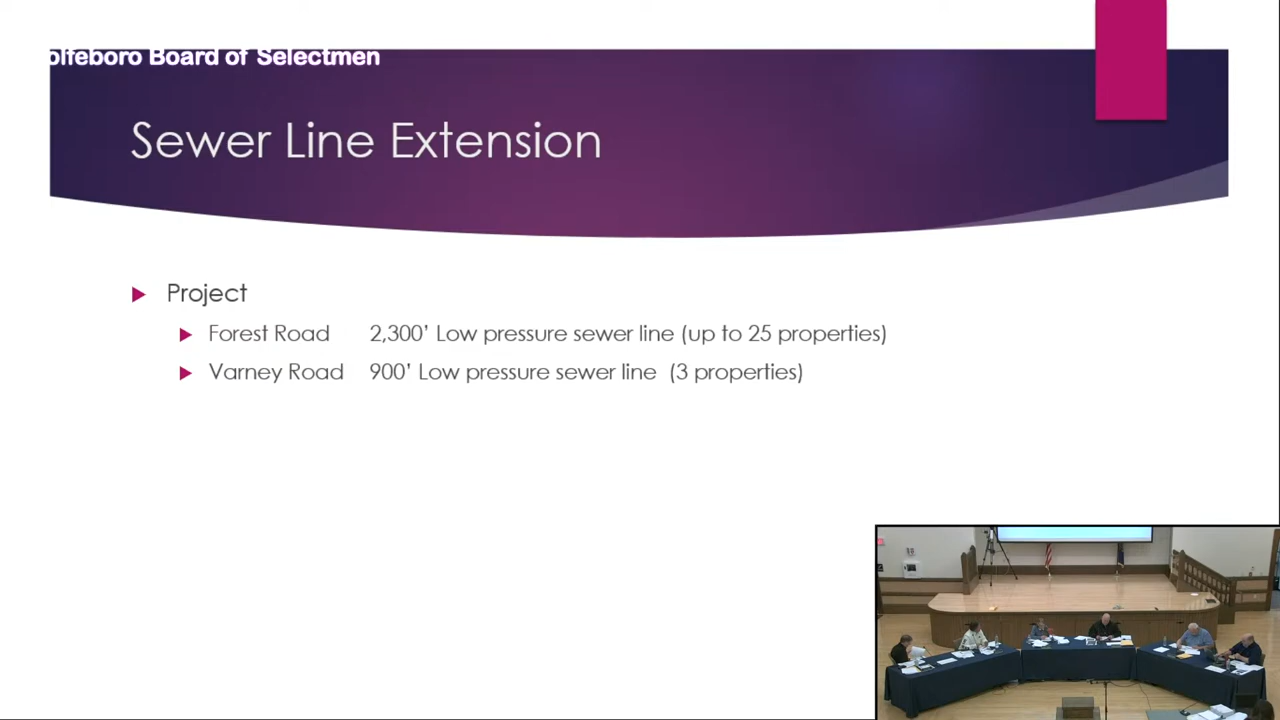 olfeboro Board of Selectmen
Sewer Line Extension
Project
Forest Road 2,300’ Low pressure sewer line (up to 25 properties)
Varney Road 900’ Low pressure sewer line (3 properties)